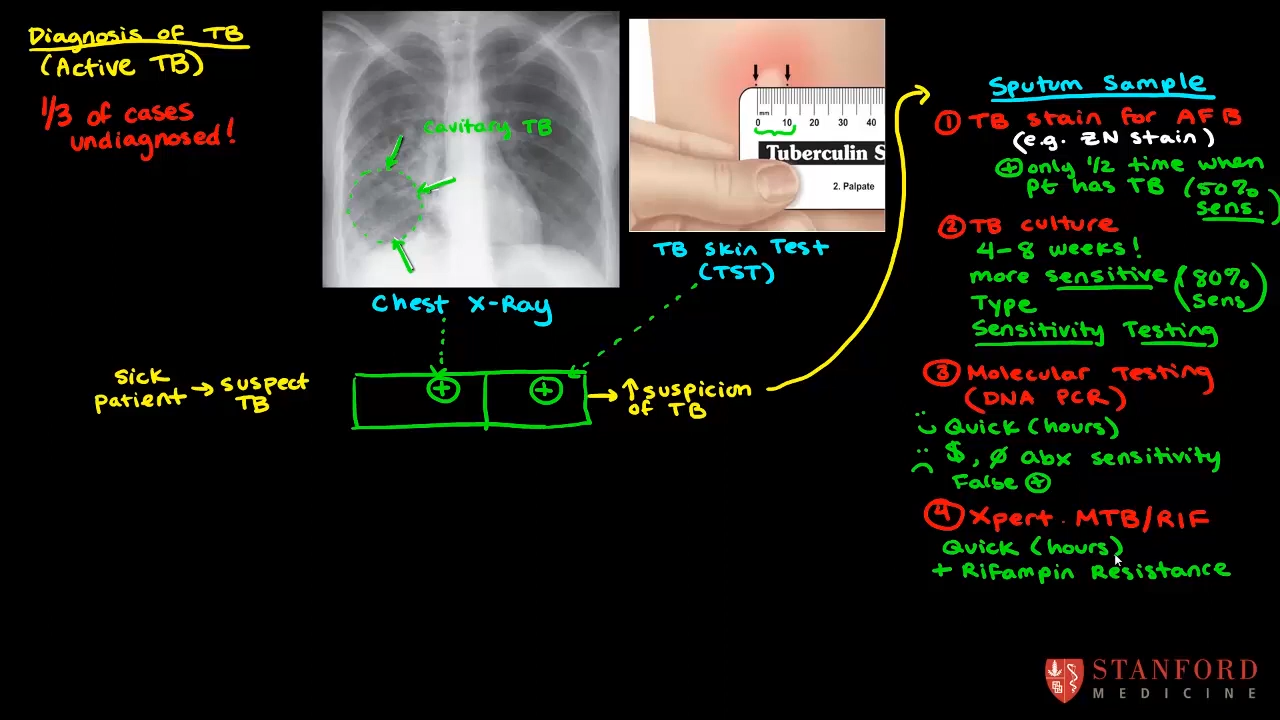 Diagnosis of TB
(Active TB)
1/3 of cases
undiagnosed!
cavitary TB
Chest X-Ray
0 10 20 30 40
mm
Tuberculin S
2. Palpate
TB skin Test
(TST)
sick
patient → suspect
TB
+ +
→ ↑ suspicion
of TB
Sputum Sample
① TB stain for AFB
(e.g. ZN stain)
⊕ only 1/2 time when
pt has TB (50%
sens.)
② TB culture
4-8 weeks!
more sensitive (80%
sens)
Type
Sensitivity Testing
③ Molecular Testing
(DNA PCR)
Quick (hours)
$, ∅ abx sensitivity
False ⊕
④ Xpert MTB/RIF
Quick (hours)
+ Rifampin Resistance
STANFORD
MEDICINE